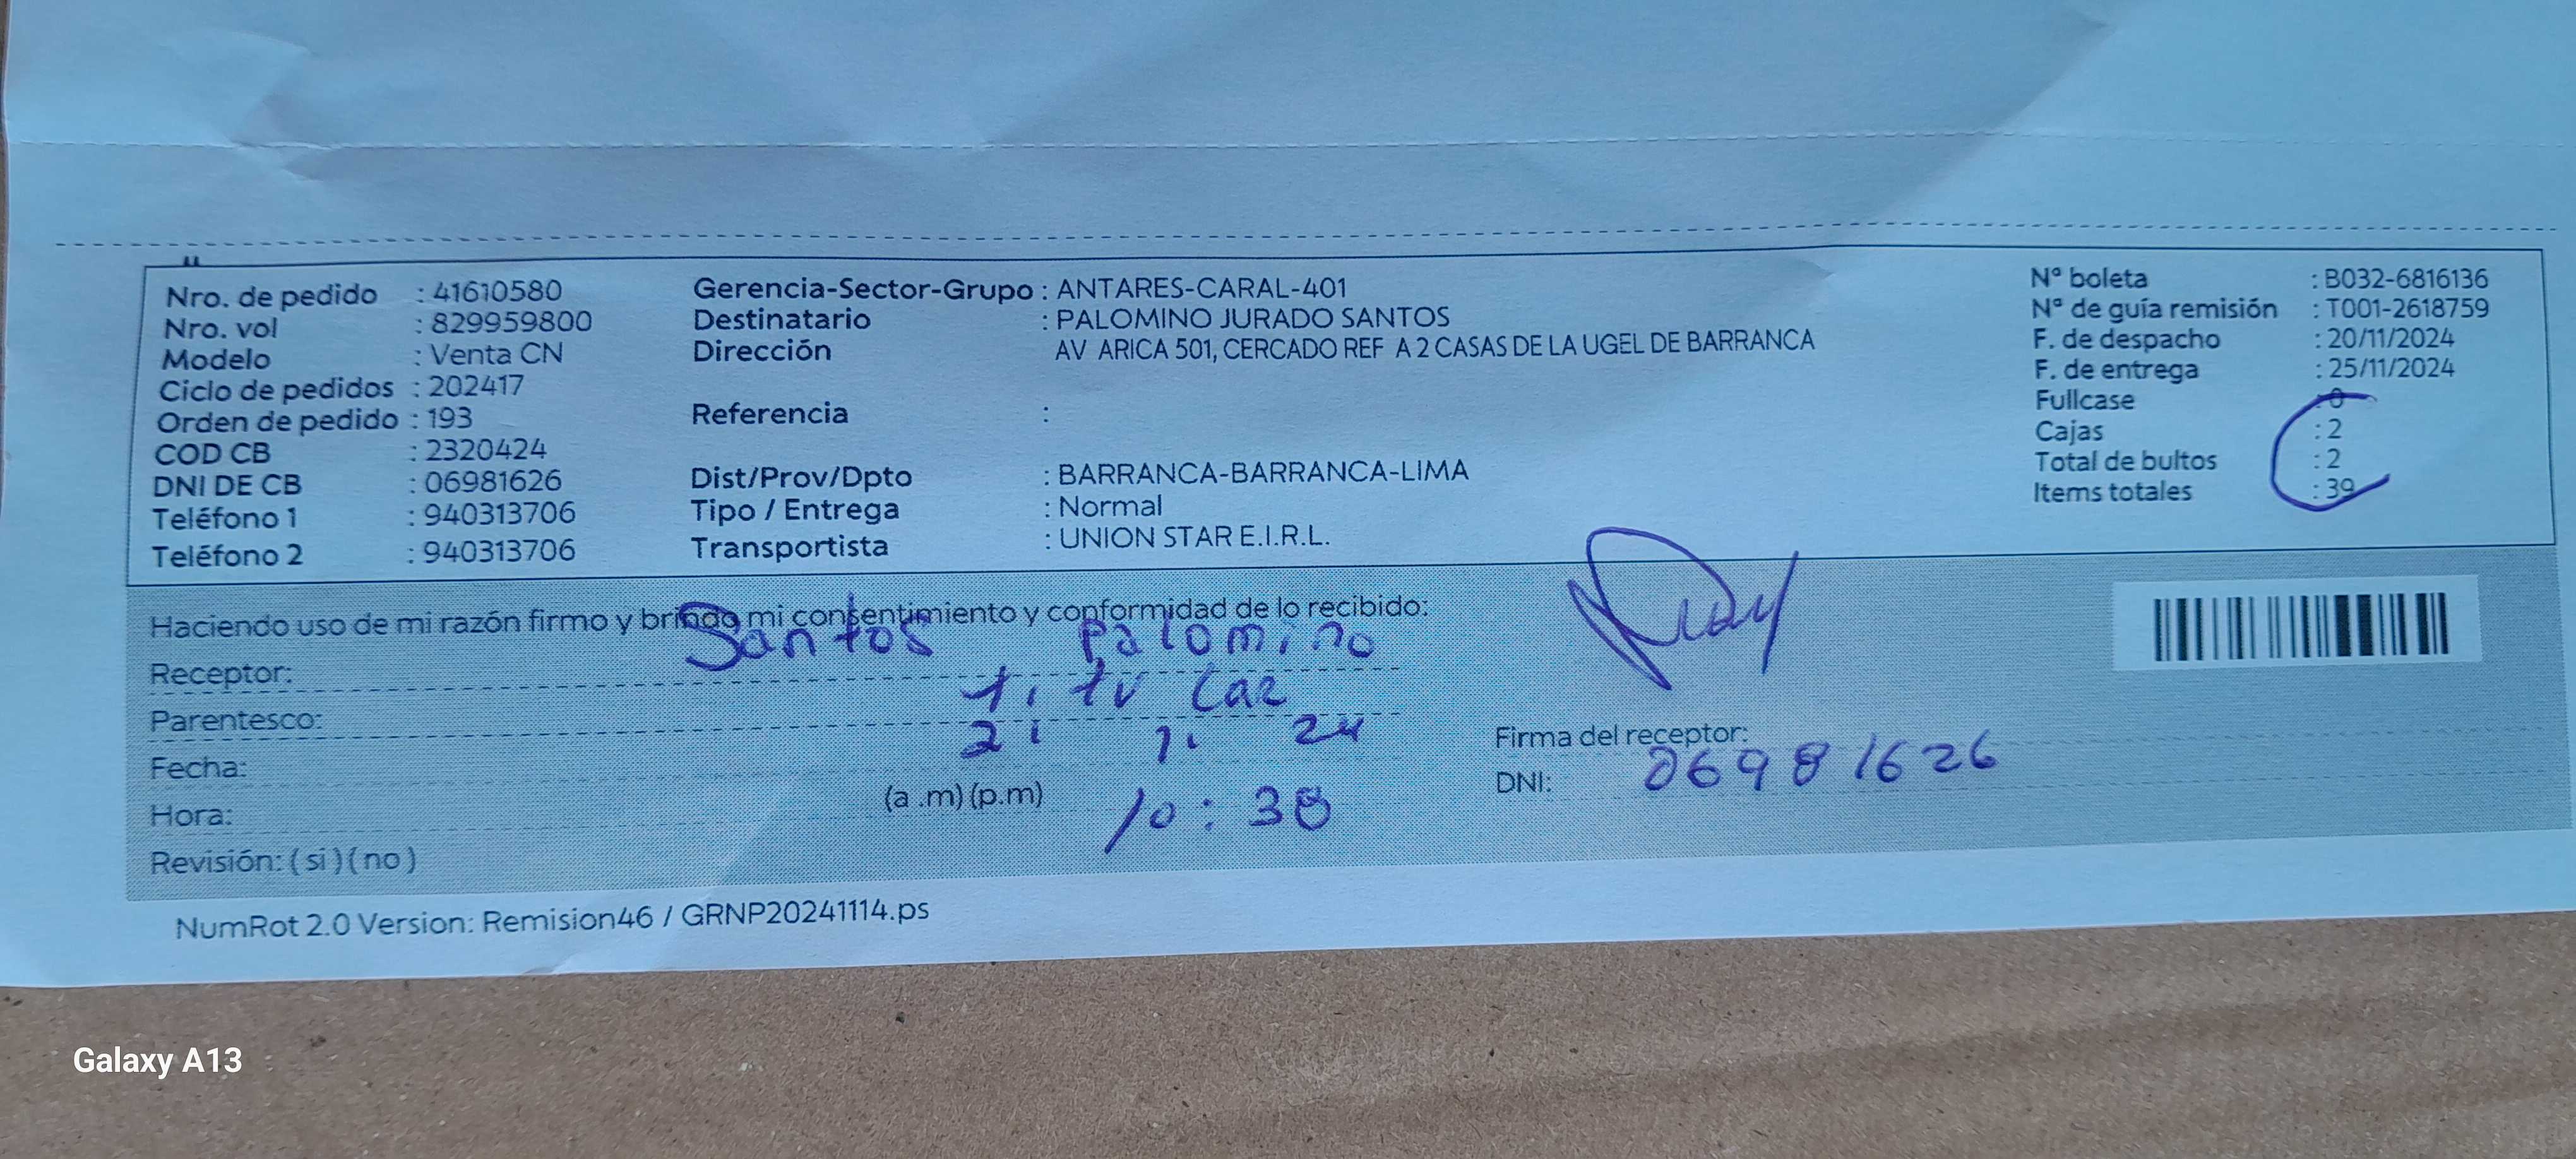 Nro. de pedido : 41610580
Nro. vol : 829959800
Modelo : Venta CN
Ciclo de pedidos : 202417
Orden de pedido : 193
COD CB : 2320424
DNI DE CB : 06981626
Teléfono 1 : 940313706
Teléfono 2 : 940313706
Gerencia-Sector-Grupo : ANTARES-CARAL-401
Destinatario : PALOMINO JURADO SANTOS
Dirección AV ARICA 501, CERCADO REF A 2 CASAS DE LA UGEL DE BARRANCA
Referencia :
Dist/Prov/Dpto : BARRANCA-BARRANCA-LIMA
Tipo / Entrega : Normal
Transportista : UNION STAR E.I.R.L.
Nº boleta : B032-6816136
Nº de guía remisión : T001-2618759
F. de despacho : 20/11/2024
F. de entrega : 25/11/2024
Fullcase : 0
Cajas : 2
Total de bultos : 2
Items totales : 39
Haciendo uso de mi razón firmo y brindo mi consentimiento y conformidad de lo recibido:
Receptor: Santos Palomino
Parentesco: titular
Fecha: 21 11 24
Hora: (a .m) (p.m) 10:38
Revisión: ( si ) ( no )
Firma del receptor:
DNI: 06981626
NumRot 2.0 Version: Remision46 / GRNP20241114.ps
Galaxy A13